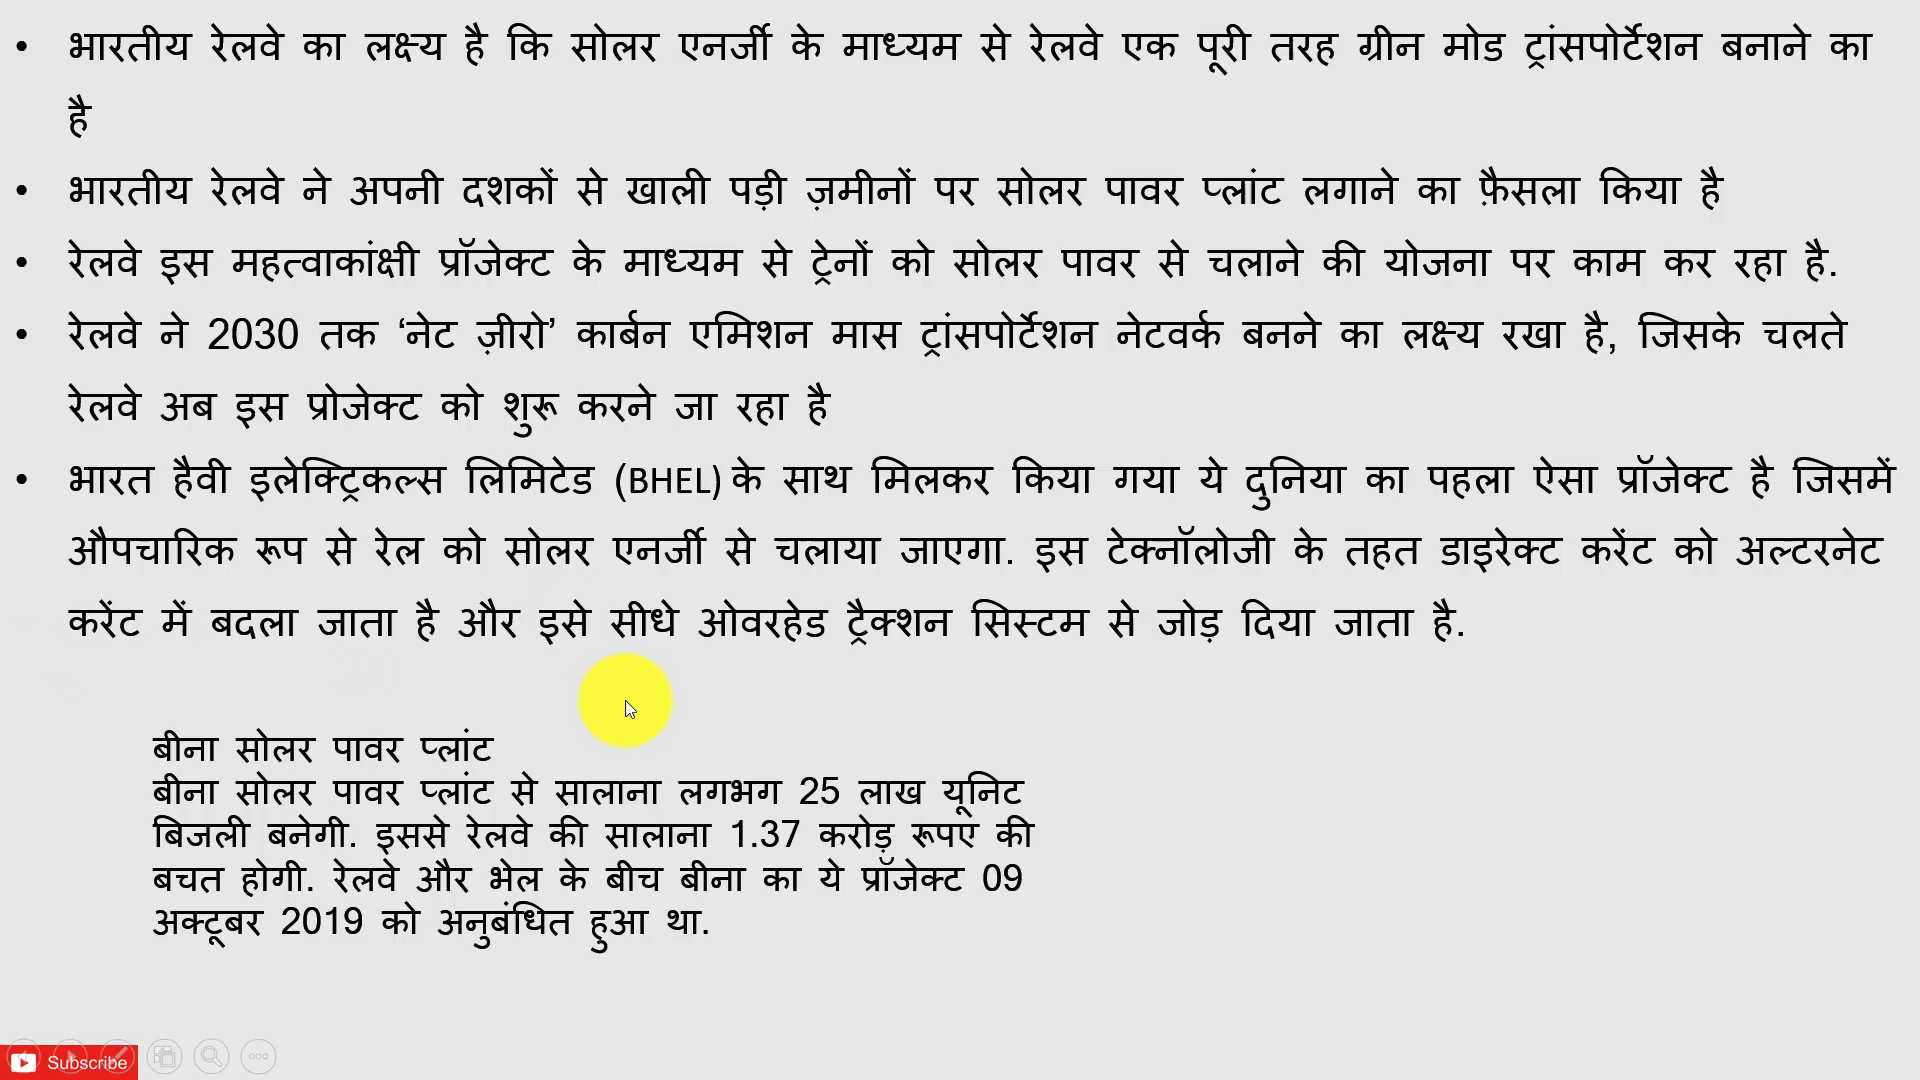 • भारतीय रेलवे का लक्ष्य है कि सोलर एनर्जी के माध्यम से रेलवे एक पूरी तरह ग्रीन मोड ट्रांसपोर्टेशन बनाने का
है
• भारतीय रेलवे ने अपनी दशकों से खाली पड़ी ज़मीनों पर सोलर पावर प्लांट लगाने का फ़ैसला किया है
• रेलवे इस महत्वाकांक्षी प्रॉजेक्ट के माध्यम से ट्रेनों को सोलर पावर से चलाने की योजना पर काम कर रहा है.
• रेलवे ने 2030 तक ‘नेट ज़ीरो’ कार्बन एमिशन मास ट्रांसपोर्टेशन नेटवर्क बनने का लक्ष्य रखा है, जिसके चलते
रेलवे अब इस प्रोजेक्ट को शुरू करने जा रहा है
• भारत हैवी इलेक्ट्रिकल्स लिमिटेड (BHEL) के साथ मिलकर किया गया ये दुनिया का पहला ऐसा प्रॉजेक्ट है जिसमें
औपचारिक रूप से रेल को सोलर एनर्जी से चलाया जाएगा. इस टेक्नॉलोजी के तहत डाइरेक्ट करेंट को अल्टरनेट
करेंट में बदला जाता है और इसे सीधे ओवरहेड ट्रैक्शन सिस्टम से जोड़ दिया जाता है.
बीना सोलर पावर प्लांट
बीना सोलर पावर प्लांट से सालाना लगभग 25 लाख यूनिट
बिजली बनेगी. इससे रेलवे की सालाना 1.37 करोड़ रूपए की
बचत होगी. रेलवे और भेल के बीच बीना का ये प्रॉजेक्ट 09
अक्टूबर 2019 को अनुबंधित हुआ था.
Subscribe